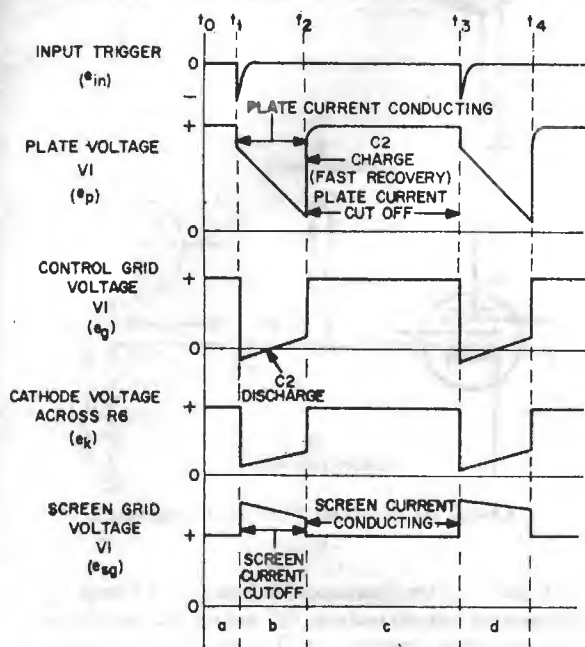 t0 t1 t2 t3 t4
INPUT TRIGGER
(ein)
0
−
PLATE CURRENT CONDUCTING
+
PLATE VOLTAGE
V1
(ep)
C2
CHARGE
(FAST RECOVERY)
PLATE CURRENT
CUT OFF
0
CONTROL GRID
VOLTAGE
V1
(eg)
+
0
C2
DISCHARGE
CATHODE VOLTAGE
ACROSS R6
(ek)
+
0
SCREEN GRID
VOLTAGE
V1
(esg)
+
SCREEN CURRENT
CONDUCTING
SCREEN
CURRENT
CUTOFF
0
a b c d